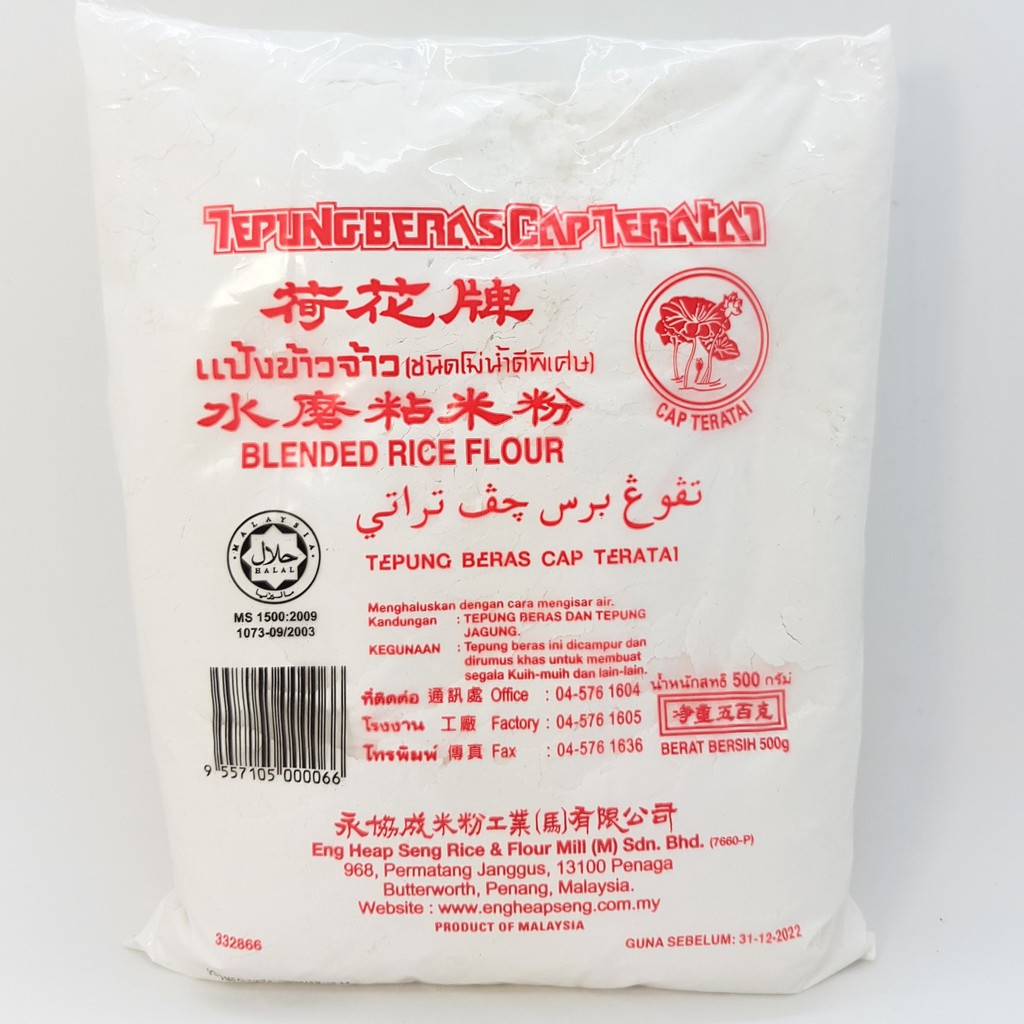 TEPUNG BERAS CAP TERATAI
荷花牌
แป้งข้าวจ้าว (ชนิดโม่น้ำดีพิเศษ)
水磨粘米粉
BLENDED RICE FLOUR
CAP TERATAI
تڤوڠ برس چڤ تراتي
TEPUNG BERAS CAP TERATAI
MALAYSIA
حلال
HALAL
ماليزيا
MS 1500:2009
1073-09/2003
Menghaluskan dengan cara mengisar air.
Kandungan : TEPUNG BERAS DAN TEPUNG
JAGUNG.
KEGUNAAN : Tepung beras ini dicampur dan
dirumus khas untuk membuat
segala Kuih-muih dan lain-lain.
ที่ติดต่อ 通訊處 Office : 04-576 1604
โรงงาน 工廠 Factory : 04-576 1605
โทรพิมพ์ 傳真 Fax : 04-576 1636
น้ำหนักสุทธิ 500 กรัม
净重五百克
BERAT BERSIH 500g
9 557105 000066
永協成米粉工業(馬)有限公司
Eng Heap Seng Rice & Flour Mill (M) Sdn. Bhd. (7660-P)
968, Permatang Janggus, 13100 Penaga
Butterworth, Penang, Malaysia.
Website : www.engheapseng.com.my
PRODUCT OF MALAYSIA
332866
GUNA SEBELUM: 31-12-2022